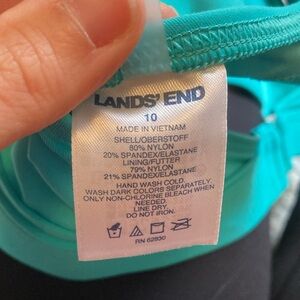 LANDS' END
10
MADE IN VIETNAM
SHELL/OBERSTOFF
80% NYLON
20% SPANDEX/ELASTANE
LINING/FUTTER
79% NYLON
21% SPANDEX/ELASTANE
HAND WASH COLD.
WASH DARK COLORS SEPARATELY.
ONLY NON-CHLORINE BLEACH WHEN
NEEDED.
LINE DRY.
DO NOT IRON.
RN 62830